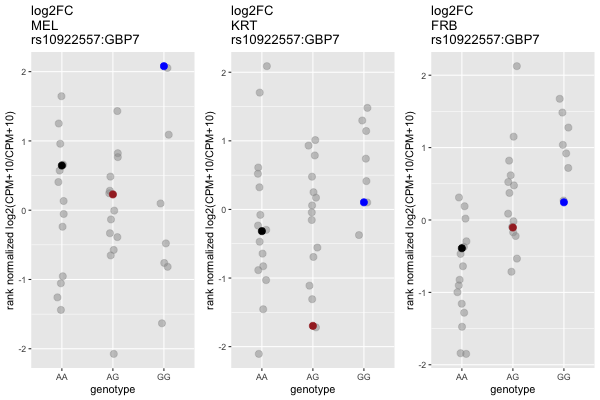 log2FC
MEL
rs10922557:GBP7
rank normalized log2(CPM+10/CPM+10)
2
1
0
-1
-2
AA
AG
GG
genotype
log2FC
KRT
rs10922557:GBP7
rank normalized log2(CPM+10/CPM+10)
2
1
0
-1
-2
AA
AG
GG
genotype
log2FC
FRB
rs10922557:GBP7
rank normalized log2(CPM+10/CPM+10)
2
1
0
-1
-2
AA
AG
GG
genotype